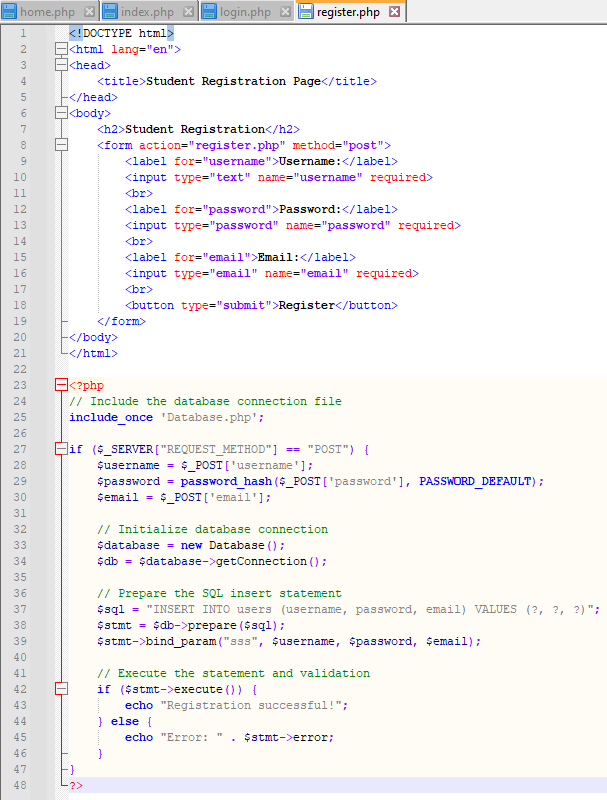 home.php index.php login.php register.php
1 <!DOCTYPE html>
2 <html lang="en">
3 <head>
4     <title>Student Registration Page</title>
5 </head>
6 <body>
7     <h2>Student Registration</h2>
8     <form action="register.php" method="post">
9         <label for="username">Username:</label>
10         <input type="text" name="username" required>
11         <br>
12         <label for="password">Password:</label>
13         <input type="password" name="password" required>
14         <br>
15         <label for="email">Email:</label>
16         <input type="email" name="email" required>
17         <br>
18         <button type="submit">Register</button>
19     </form>
20 </body>
21 </html>
22
23 <?php
24 // Include the database connection file
25 include_once 'Database.php';
26
27 if ($_SERVER["REQUEST_METHOD"] == "POST") {
28     $username = $_POST['username'];
29     $password = password_hash($_POST['password'], PASSWORD_DEFAULT);
30     $email = $_POST['email'];
31
32     // Initialize database connection
33     $database = new Database();
34     $db = $database->getConnection();
35
36     // Prepare the SQL insert statement
37     $sql = "INSERT INTO users (username, password, email) VALUES (?, ?, ?)";
38     $stmt = $db->prepare($sql);
39     $stmt->bind_param("sss", $username, $password, $email);
40
41     // Execute the statement and validation
42     if ($stmt->execute()) {
43         echo "Registration successful!";
44     } else {
45         echo "Error: " . $stmt->error;
46     }
47 }
48 ?>